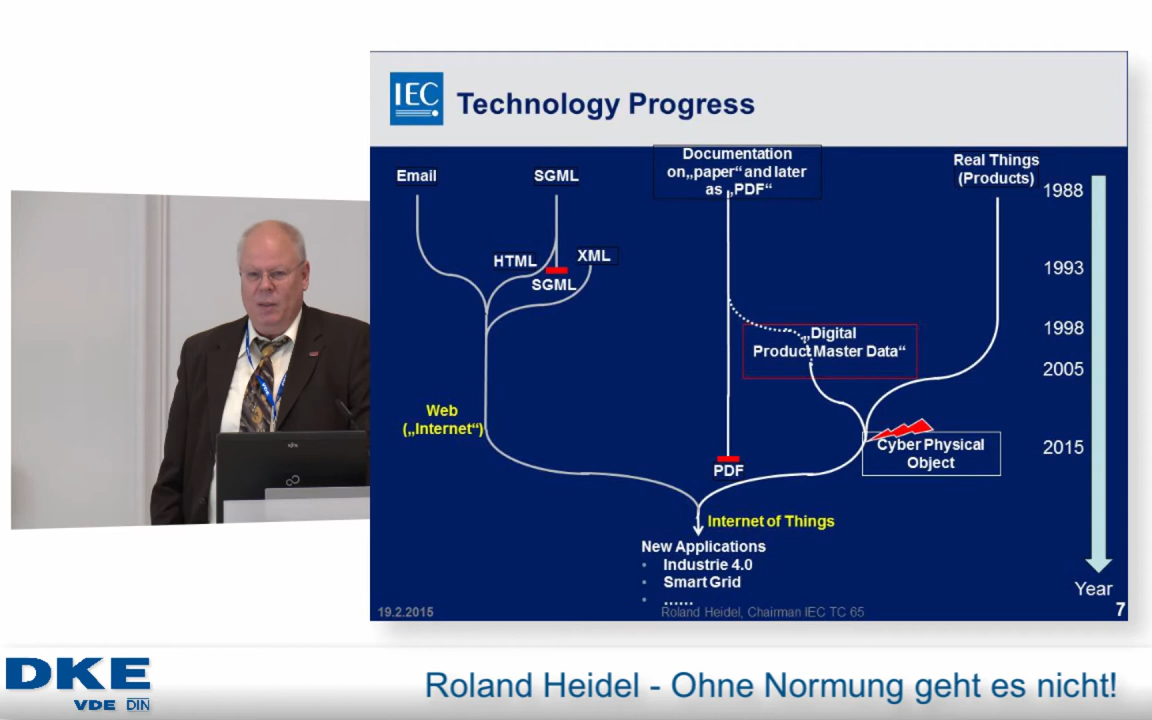 IEC
Technology Progress
Email
SGML
Documentation
on„paper“ and later
as „PDF“
Real Things
(Products)
1988
HTML
XML
SGML
1993
„Digital
Product Master Data“
1998
2005
Web
(„Internet“)
Cyber Physical
Object
2015
PDF
Internet of Things
New Applications
• Industrie 4.0
• Smart Grid
• ......
Year
19.2.2015
Roland Heidel, Chairman IEC TC 65
7
DKE
VDE DIN
Roland Heidel - Ohne Normung geht es nicht!